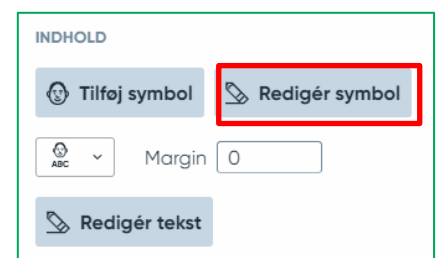 INDHOLD
Tilføj symbol Redigér symbol
ABC Margin 0
Redigér tekst